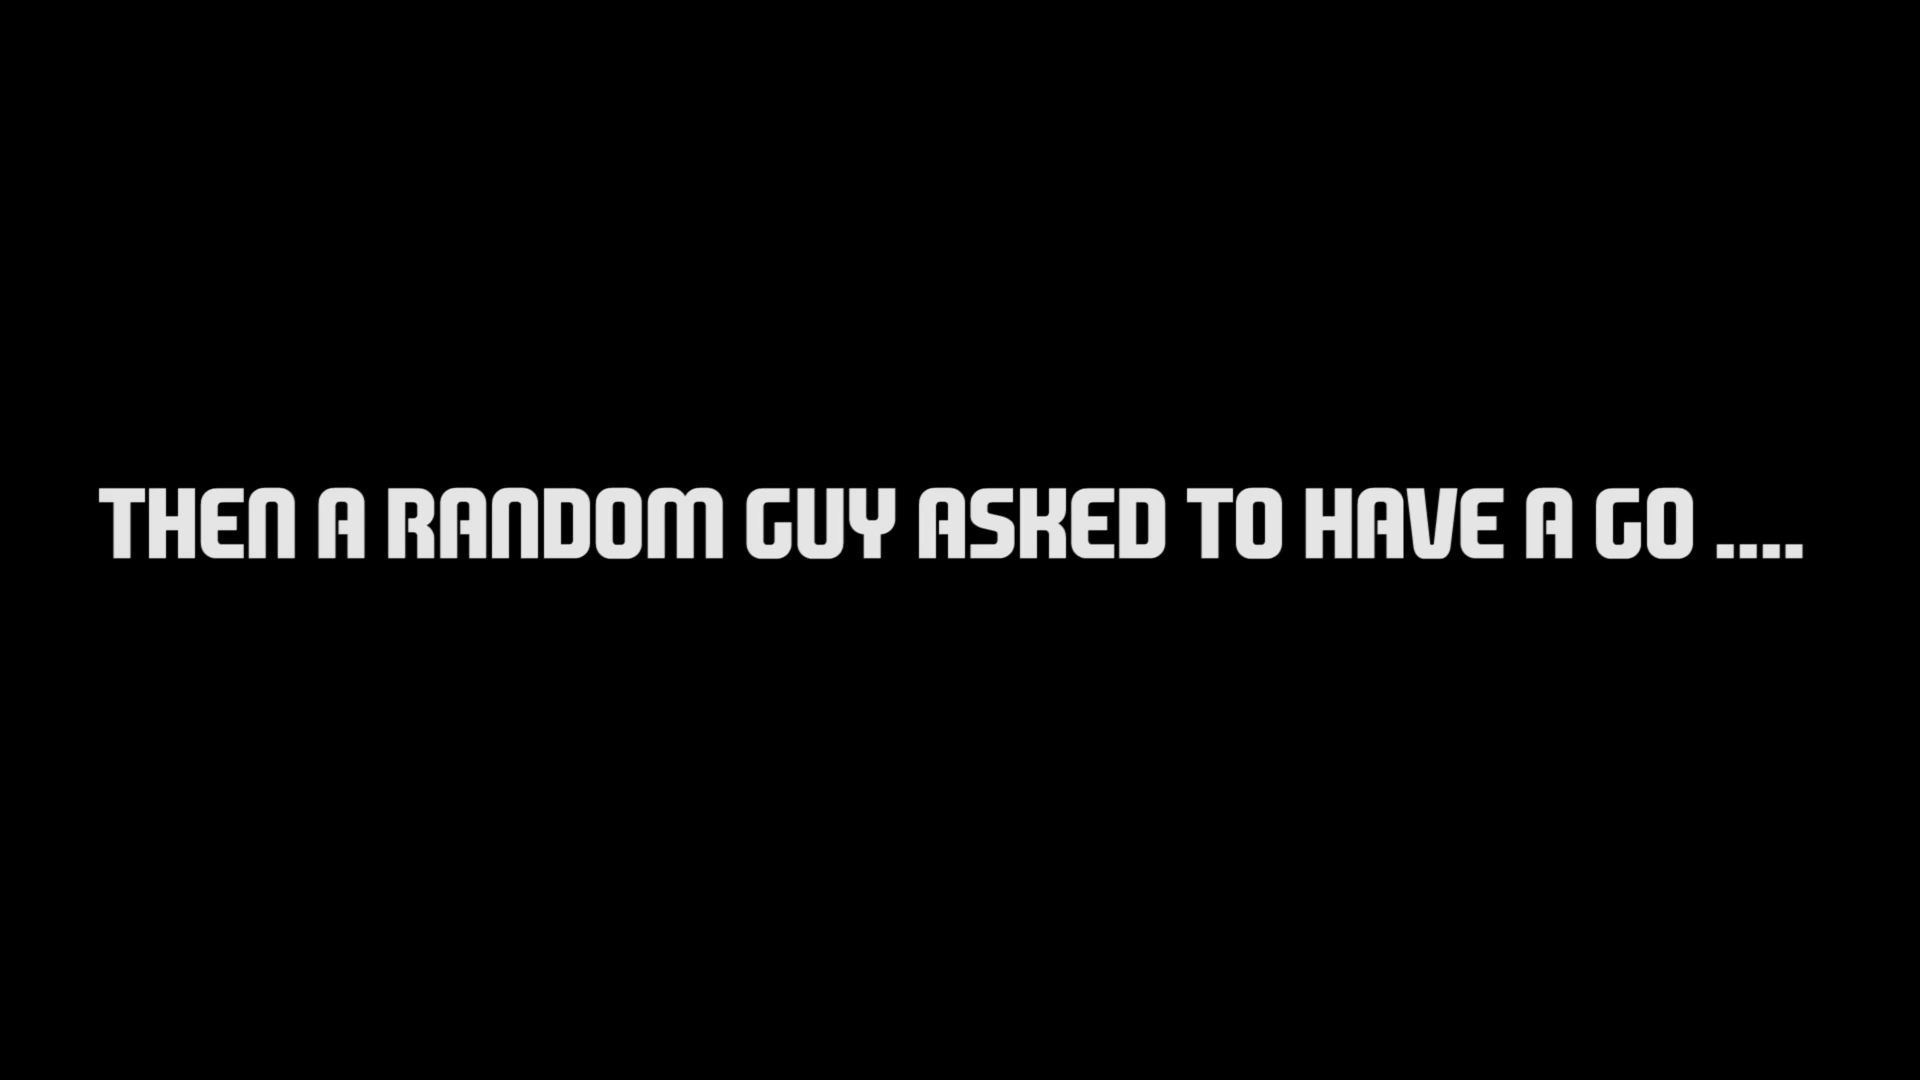 THEN A RANDOM GUY ASKED TO HAVE A GO ....